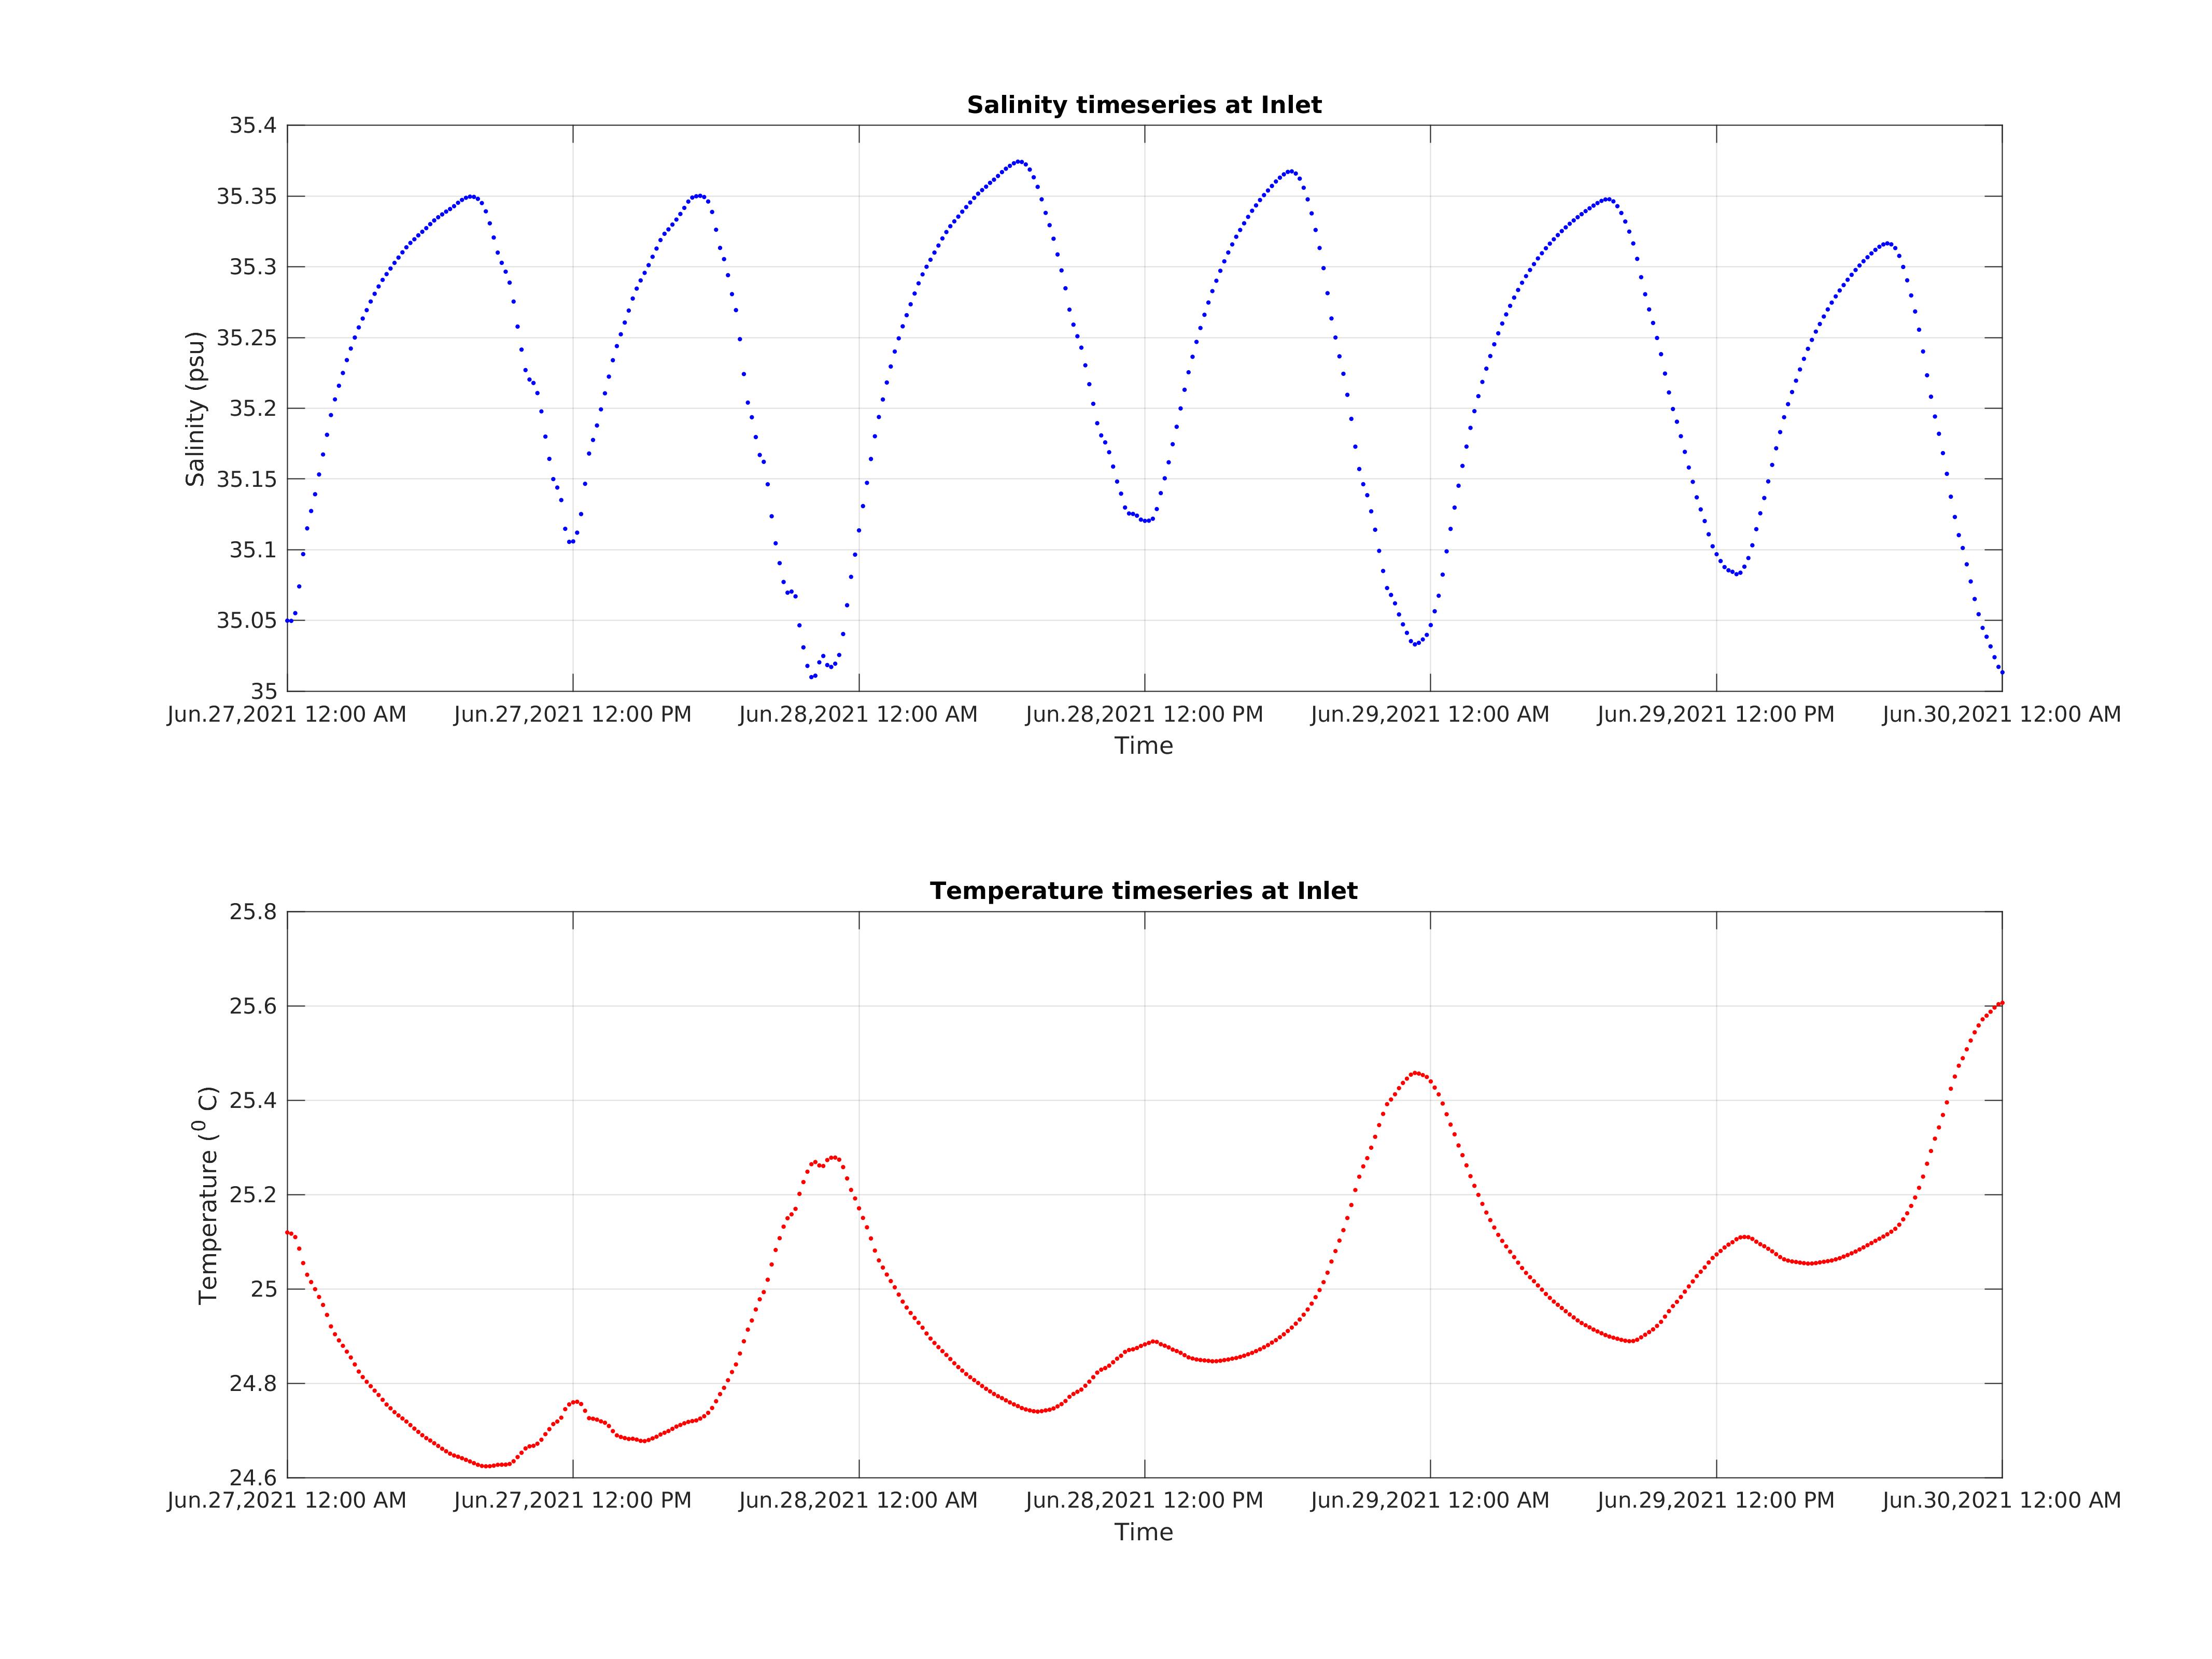 Salinity timeseries at Inlet
35.4
35.35
35.3
35.25
35.2
35.15
35.1
35.05
35
Salinity (psu)
Jun.27,2021 12:00 AM Jun.27,2021 12:00 PM Jun.28,2021 12:00 AM Jun.28,2021 12:00 PM Jun.29,2021 12:00 AM Jun.29,2021 12:00 PM Jun.30,2021 12:00 AM
Time
Temperature timeseries at Inlet
25.8
25.6
25.4
25.2
25
24.8
24.6
Temperature (⁰ C)
Jun.27,2021 12:00 AM Jun.27,2021 12:00 PM Jun.28,2021 12:00 AM Jun.28,2021 12:00 PM Jun.29,2021 12:00 AM Jun.29,2021 12:00 PM Jun.30,2021 12:00 AM
Time